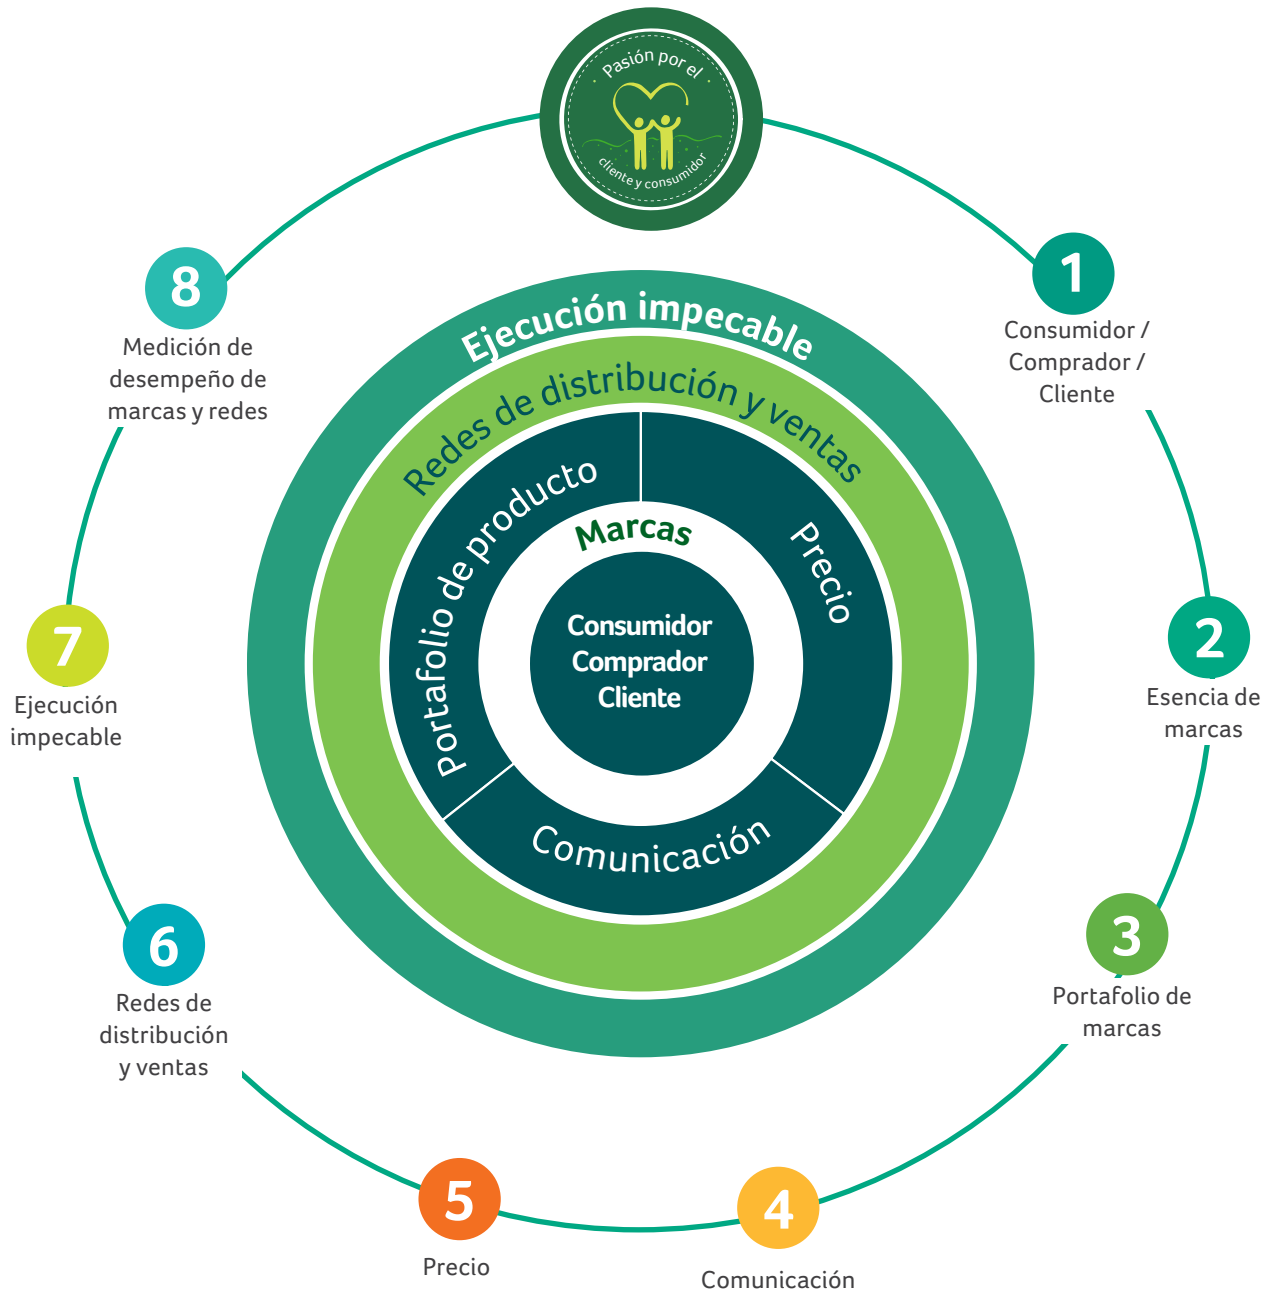 Pasión por el
cliente y consumidor
1
Consumidor /
Comprador /
Cliente
2
Esencia de
marcas
3
Portafolio de
marcas
4
Comunicación
5
Precio
6
Redes de
distribución
y ventas
7
Ejecución
impecable
8
Medición de
desempeño de
marcas y redes
Ejecución impecable
Redes de distribución y ventas
Portafolio de producto
Precio
Comunicación
Marcas
Consumidor
Comprador
Cliente